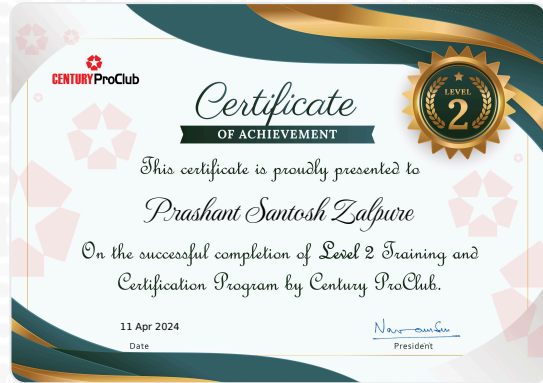 CENTURY ProClub
LEVEL
2
Certificate
OF ACHIEVEMENT
This certificate is proudly presented to
Prashant Santosh Zalpure
On the successful completion of Level 2 Training and
Certification Program by Century ProClub.
11 Apr 2024
Date
President